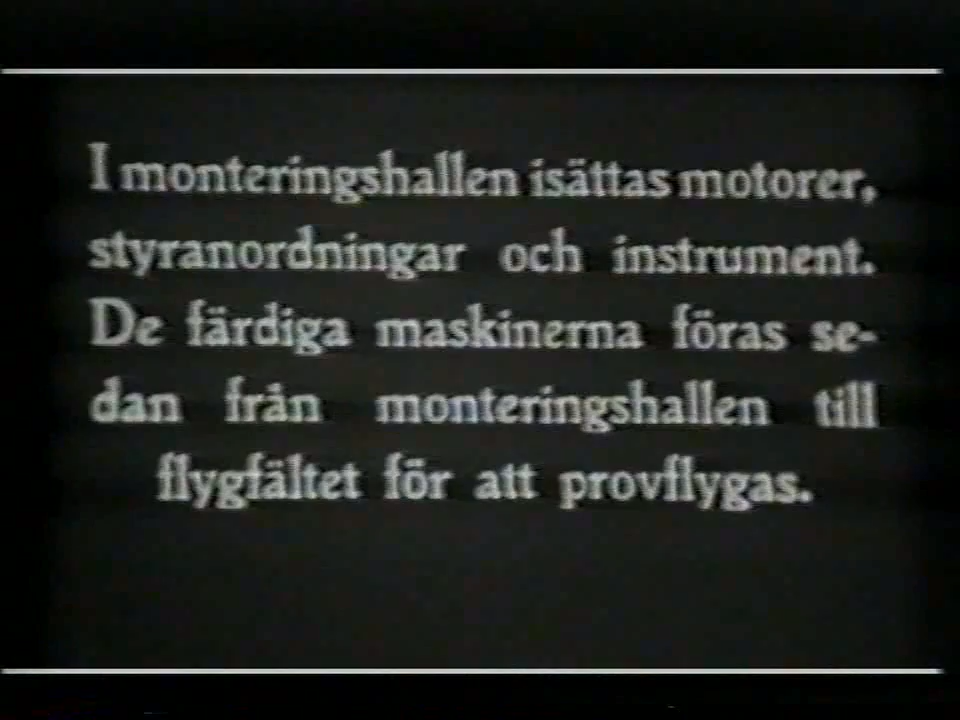 I monteringshallen isättas motorer,
styranordningar och instrument.
De färdiga maskinerna föras se-
dan från monteringshallen till
flygfältet för att provflygas.